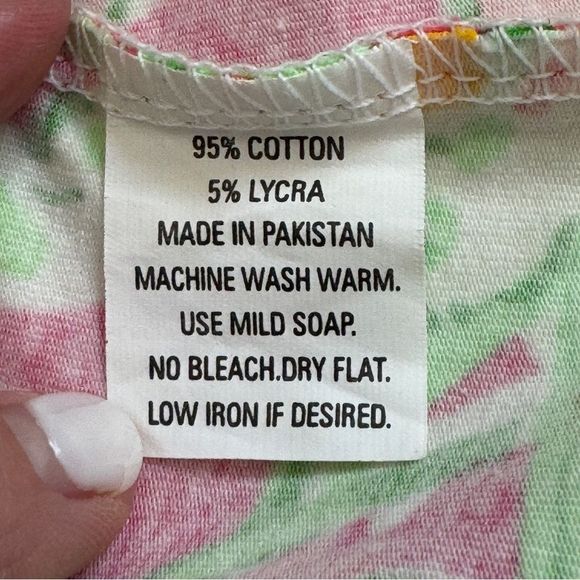 95% COTTON
5% LYCRA
MADE IN PAKISTAN
MACHINE WASH WARM.
USE MILD SOAP.
NO BLEACH.DRY FLAT.
LOW IRON IF DESIRED.